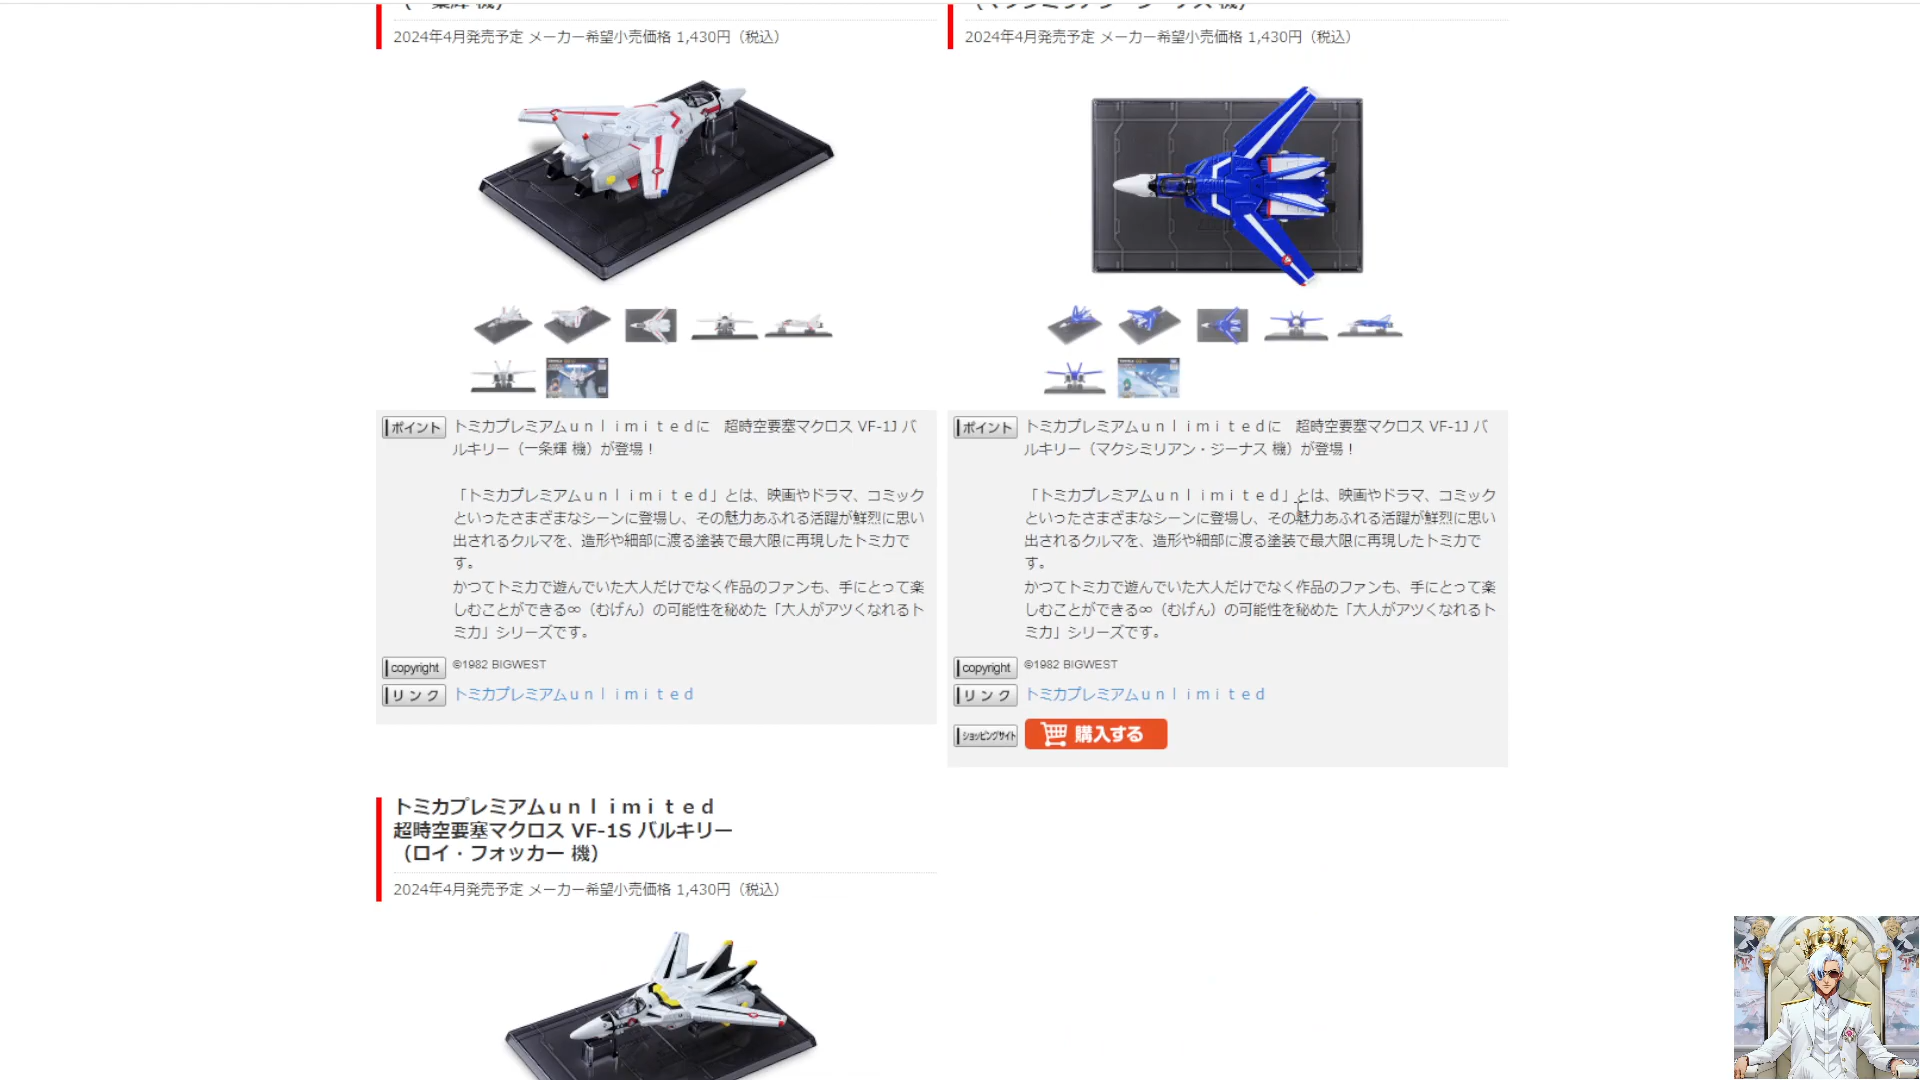 2024年4月発売予定 メーカー希望小売価格 1,430円（税込）
ポイント
トミカプレミアムｕｎｌｉｍｉｔｅｄに　超時空要塞マクロス VF-1J バ
ルキリー（一条輝 機）が登場！
「トミカプレミアムｕｎｌｉｍｉｔｅｄ」とは、映画やドラマ、コミック
といったさまざまなシーンに登場し、その魅力あふれる活躍が鮮烈に思い
出されるクルマを、造形や細部に渡る塗装で最大限に再現したトミカで
す。
かつてトミカで遊んでいた大人だけでなく作品のファンも、手にとって楽
しむことができる∞（むげん）の可能性を秘めた「大人がアツくなれるト
ミカ」シリーズです。
copyright
©1982 BIGWEST
リンク
トミカプレミアムｕｎｌｉｍｉｔｅｄ
2024年4月発売予定 メーカー希望小売価格 1,430円（税込）
ポイント
トミカプレミアムｕｎｌｉｍｉｔｅｄに　超時空要塞マクロス VF-1J バ
ルキリー（マクシミリアン・ジーナス 機）が登場！
「トミカプレミアムｕｎｌｉｍｉｔｅｄ」とは、映画やドラマ、コミック
といったさまざまなシーンに登場し、その魅力あふれる活躍が鮮烈に思い
出されるクルマを、造形や細部に渡る塗装で最大限に再現したトミカで
す。
かつてトミカで遊んでいた大人だけでなく作品のファンも、手にとって楽
しむことができる∞（むげん）の可能性を秘めた「大人がアツくなれるト
ミカ」シリーズです。
copyright
©1982 BIGWEST
リンク
トミカプレミアムｕｎｌｉｍｉｔｅｄ
ショッピングサイト
購入する
トミカプレミアムｕｎｌｉｍｉｔｅｄ
超時空要塞マクロス VF-1S バルキリー
（ロイ・フォッカー 機）
2024年4月発売予定 メーカー希望小売価格 1,430円（税込）